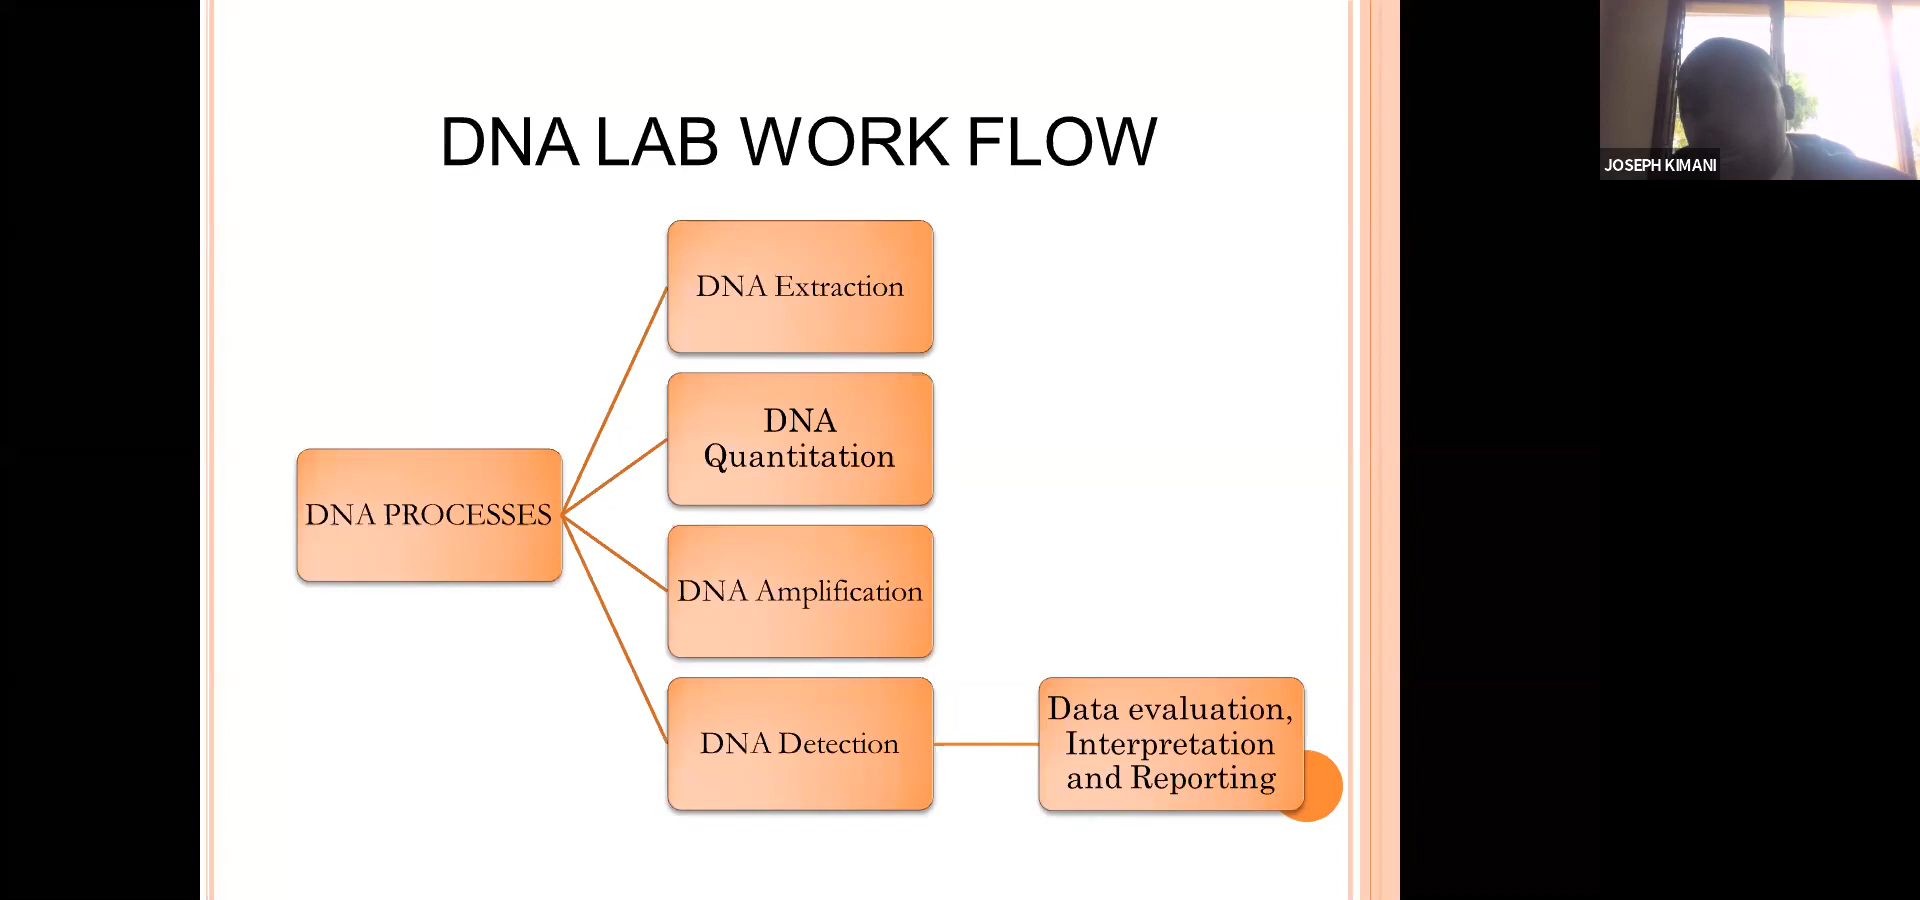 DNA LAB WORK FLOW
DNA PROCESSES
DNA Extraction
DNA
Quantitation
DNA Amplification
DNA Detection
Data evaluation,
Interpretation
and Reporting
JOSEPH KIMANI